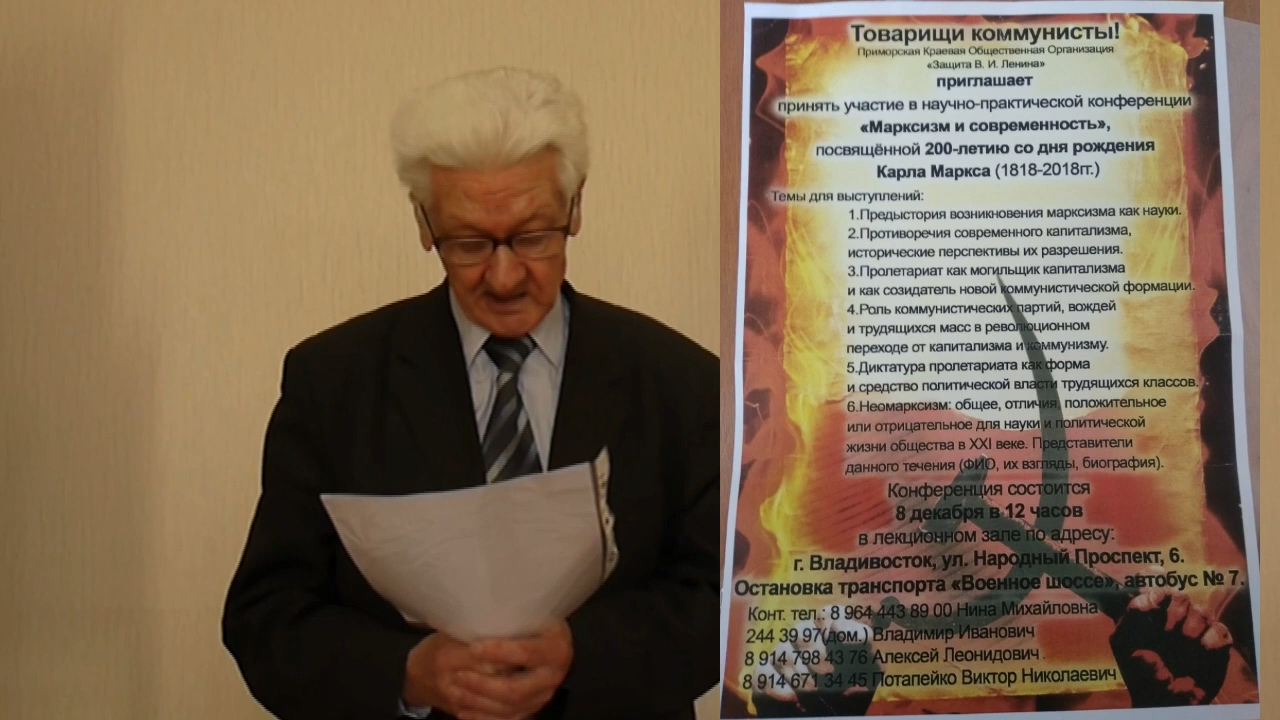 Товарищи коммунисты!
Приморская Краевая Общественная Организация
«Защита В. И. Ленина»
приглашает
принять участие в научно-практической конференции
«Марксизм и современность»,
посвящённой 200-летию со дня рождения
Карла Маркса (1818-2018гг.)
Темы для выступлений:
1.Предыстория возникновения марксизма как науки.
2.Противоречия современного капитализма,
исторические перспективы их разрешения.
3.Пролетариат как могильщик капитализма
и как созидатель новой коммунистической формации.
4.Роль коммунистических партий, вождей
и трудящихся масс в революционном
переходе от капитализма и коммунизму.
5.Диктатура пролетариата как форма
и средство политической власти трудящихся классов.
6.Неомарксизм: общее, отличия, положительное
или отрицательное для науки и политической
жизни общества в XXI веке. Представители
данного течения (ФИО, их взгляды, биография).
Конференция состоится
8 декабря в 12 часов
в лекционном зале по адресу:
г. Владивосток, ул. Народный Проспект, 6.
Остановка транспорта «Военное шоссе», автобус № 7.
Конт. тел.: 8 964 443 89 00 Нина Михайловна
244 39 97(дом.) Владимир Иванович
8 914 798 43 76 Алексей Леонидович
8 914 671 34 45 Потапейко Виктор Николаевич